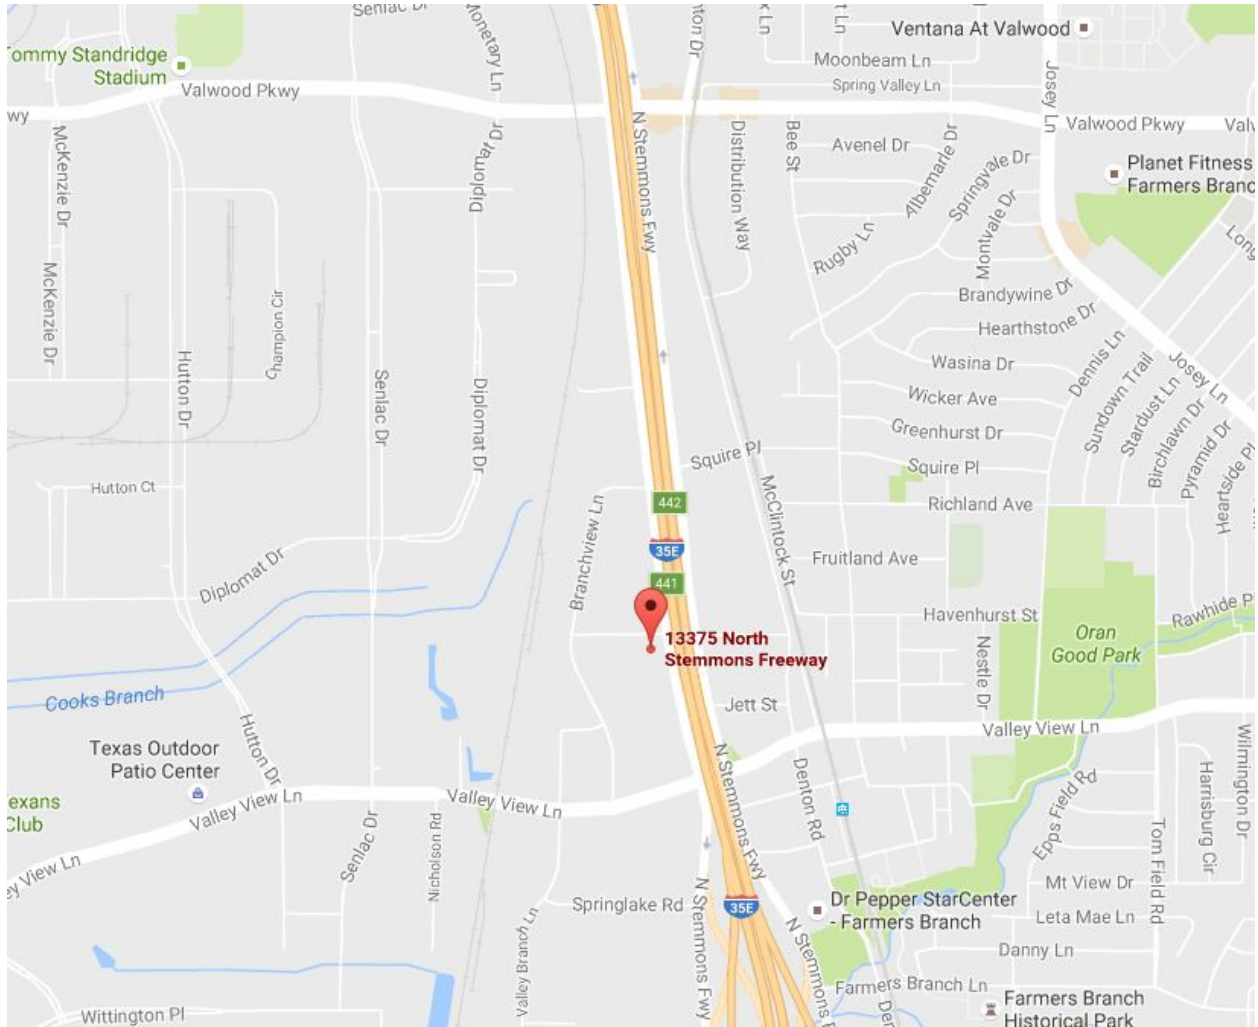 Senlac Dr
Monetary Ln
Ventana At Valwood
Tommy Standridge
Stadium
Moonbeam Ln
Spring Valley Ln
Valwood Pkwy
Josey Ln
Valwood Pkwy
N Stemmons Fwy
Diplomat Dr
Distribution Way
Bee St
Avenel Dr
Albemarle Dr
Springvale Dr
Planet Fitness
Farmers Branc
McKenzie Dr
Montvale Dr
Rugby Ln
McKenzie Dr
Champion Cir
Brandywine Dr
Hearthstone Dr
Hutton Dr
Senlac Dr
Diplomat Dr
Wasina Dr
Dennis Ln
Sundown Trail
Stardust Ln
Josey Ln
Wicker Ave
Birchlawn Dr
Pyramid Dr
Greenhurst Dr
Squire Pl
Squire Pl
Heartside Pl
Hutton Ct
442
McClintock St
Richland Ave
35E
Branchview Ln
Fruitland Ave
Diplomat Dr
441
Havenhurst St
Rawhide P
Oran
Good Park
13375 North
Stemmons Freeway
Nestle Dr
Cooks Branch
Jett St
Valley View Ln
Hutton Dr
Texas Outdoor
Patio Center
N Stemmons Fwy
Denton Rd
Wilmington Dr
Harrisburg Cir
Valley View Ln
Valley View Ln
exans
Club
Epps Field Rd
Senlac Dr
Nicholson Rd
Tom Field Rd
ey View Ln
Mt View Dr
Springlake Rd
N Stemmons Fwy
35E
Dr Pepper StarCenter
- Farmers Branch
Leta Mae Ln
Valley Branch Ln
N Stemmons F
Danny Ln
Farmers Branch Ln
Wittington Pl
Farmers Branch
Historical Park